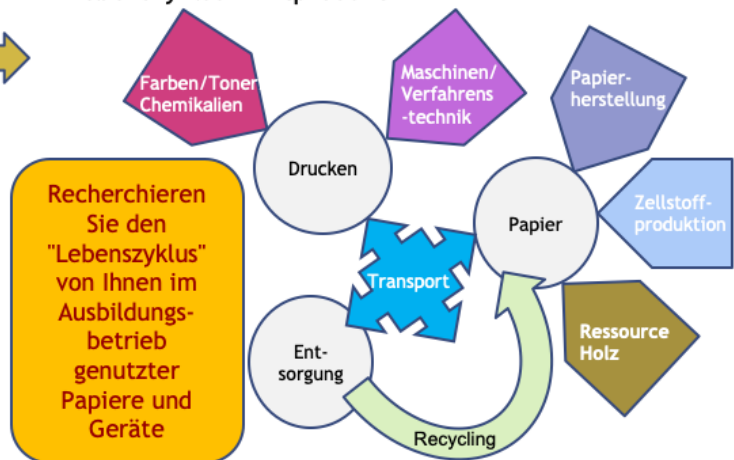 Farben/Toner
Chemikalien
Maschinen/
Verfahrens
-technik
Papier-
herstellung
Drucken
Zellstoff-
produktion
Papier
Recherchieren
Sie den
"Lebenszyklus"
von Ihnen im
Ausbildungs-
betrieb
genutzter
Papiere und
Geräte
Transport
Ressource
Holz
Ent-
sorgung
Recycling